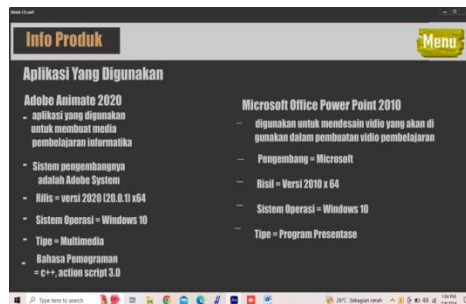 Info Produk
Menu
Aplikasi Yang Digunakan
Adobe Animate 2020
- aplikasi yang digunakan
untuk membuat media
pembelajaran informatika
- Sistem pengembangnya
adalah Adobe System
- Rilis = versi 2020 (20.0.1) x64
- Sistem Operasi = Windows 10
- Tipe = Multimedia
- Bahasa Pemograman
= c++, action script 3.0
Microsoft Office Power Point 2010
- digunakan untuk mendesain vidio yang akan di
gunakan dalam pembuatan vidio pembelajaran
- Pengembang = Microsoft
- Risil = Versi 2010 x 64
- Sistem Operasi = Windows 10
- Tipe = Program Presentase
Type here to search
26°C Sebagian cerah